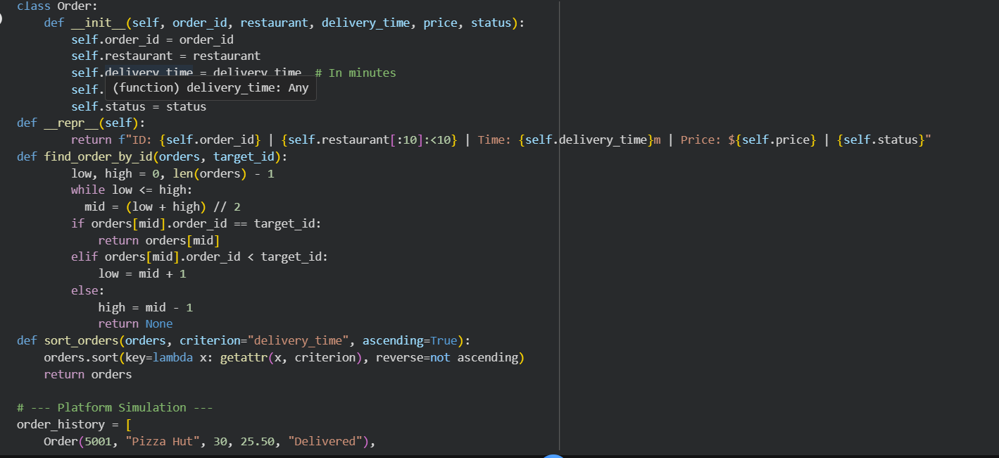 class Order:
    def __init__(self, order_id, restaurant, delivery_time, price, status):
        self.order_id = order_id
        self.restaurant = restaurant
        self.delivery_time = delivery_time  # In minutes
        self.
(function) delivery_time: Any
        self.status = status
def __repr__(self):
        return f"ID: {self.order_id} | {self.restaurant[:10]:<10} | Time: {self.delivery_time}m | Price: ${self.price} | {self.status}"
def find_order_by_id(orders, target_id):
        low, high = 0, len(orders) - 1
        while low <= high:
          mid = (low + high) // 2
        if orders[mid].order_id == target_id:
            return orders[mid]
        elif orders[mid].order_id < target_id:
            low = mid + 1
        else:
            high = mid - 1
            return None
def sort_orders(orders, criterion="delivery_time", ascending=True):
    orders.sort(key=lambda x: getattr(x, criterion), reverse=not ascending)
    return orders

# --- Platform Simulation ---
order_history = [
    Order(5001, "Pizza Hut", 30, 25.50, "Delivered"),